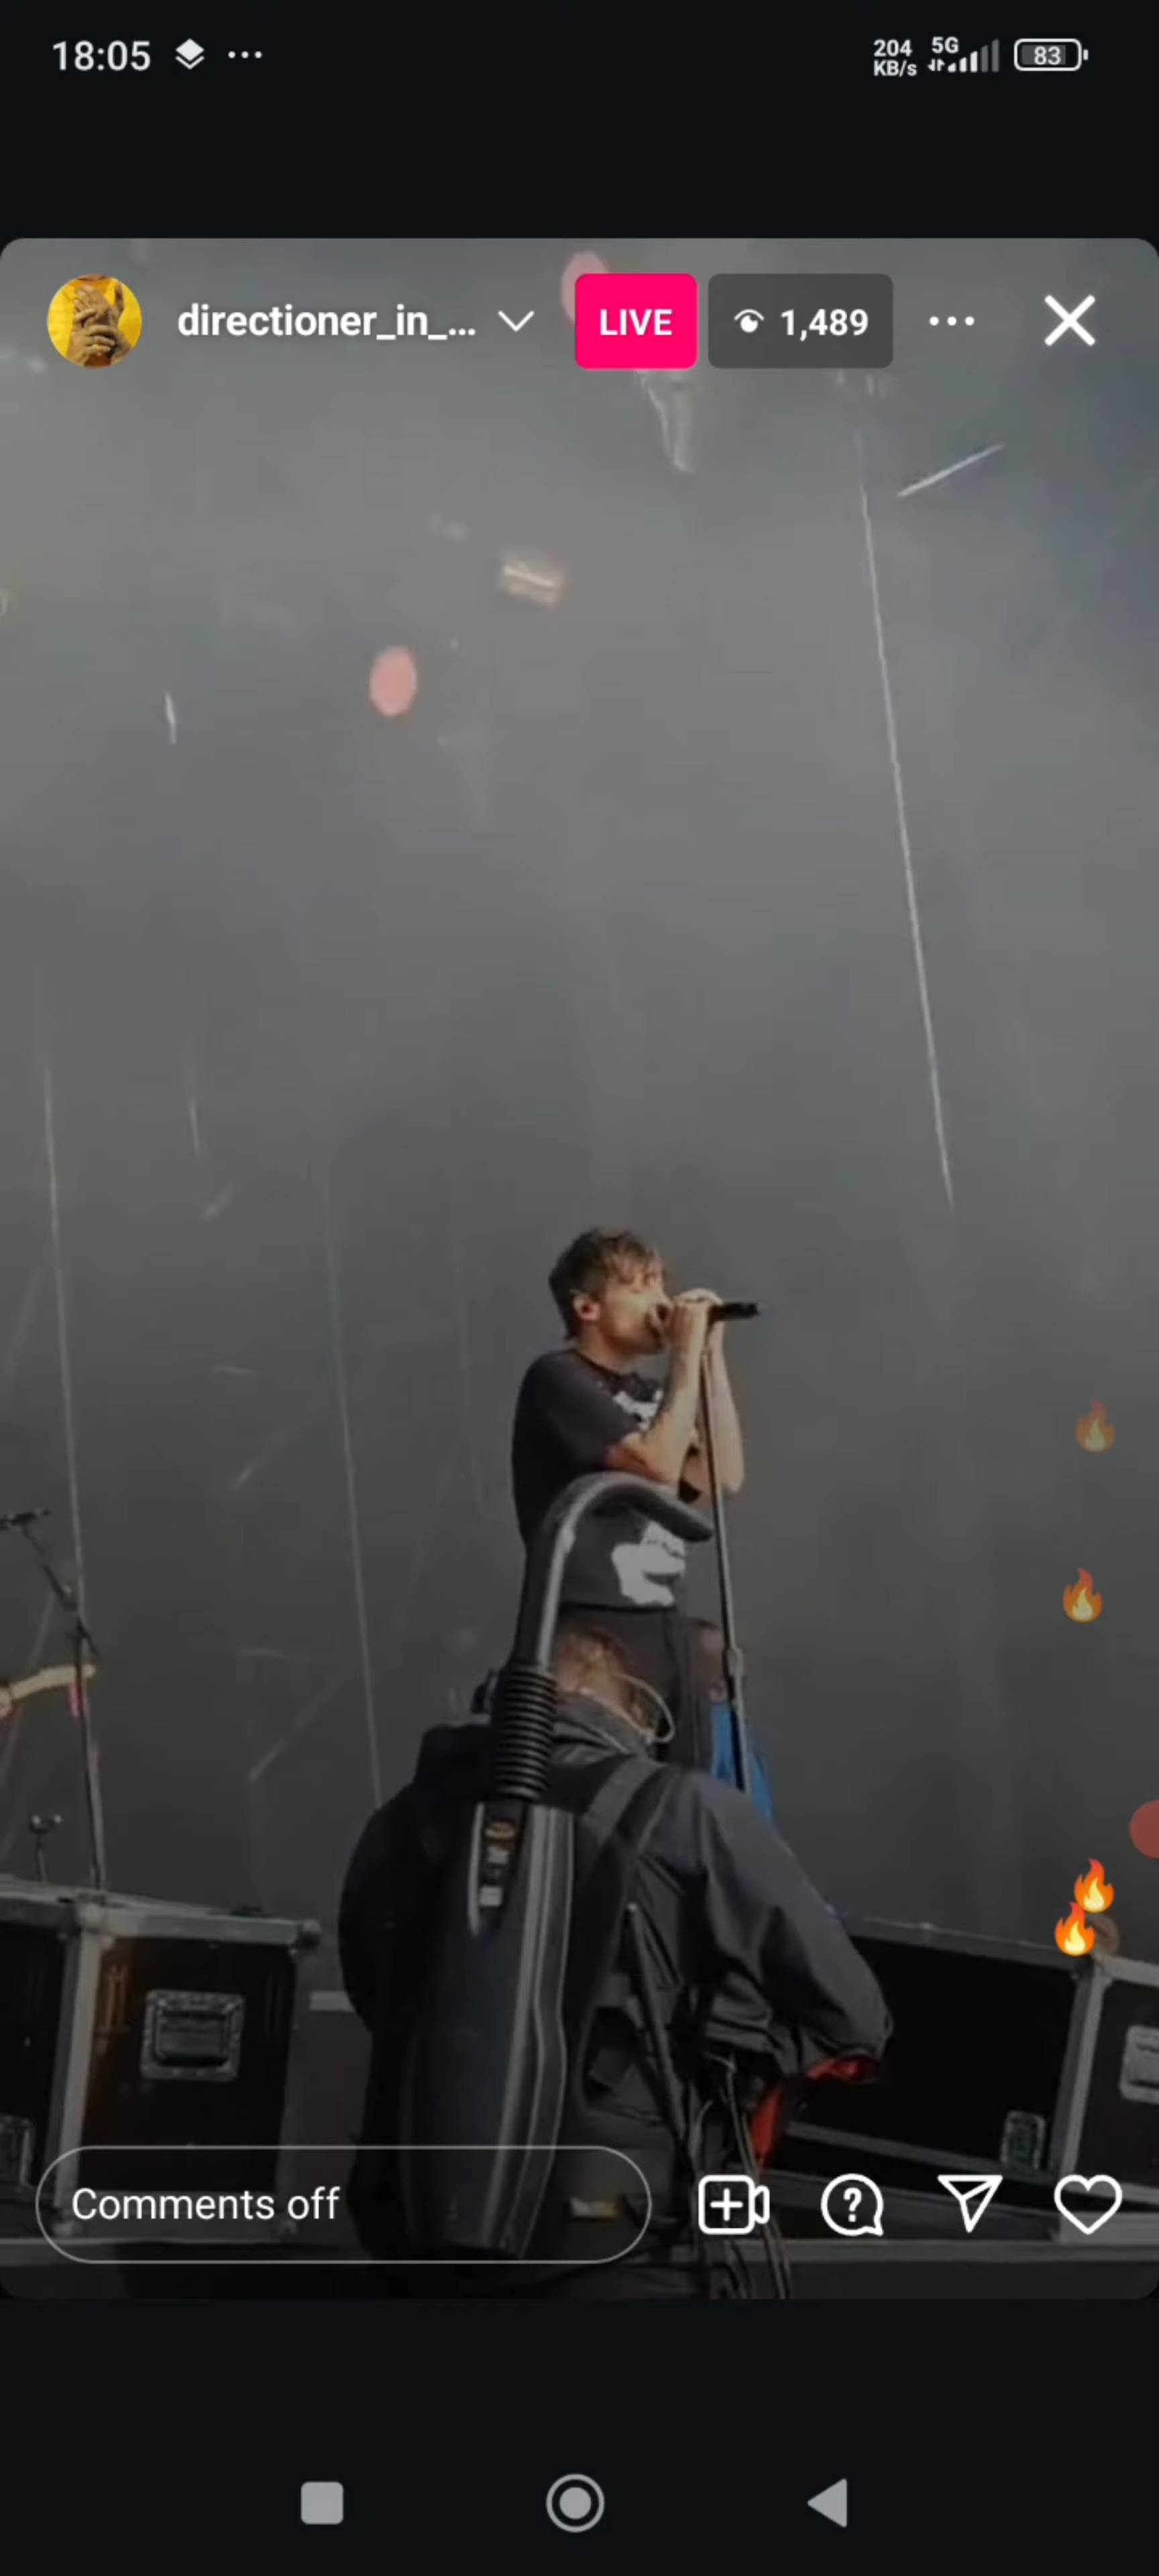 18:05 204 KB/s 5G 83
directioner_in_... LIVE 1,489
Comments off